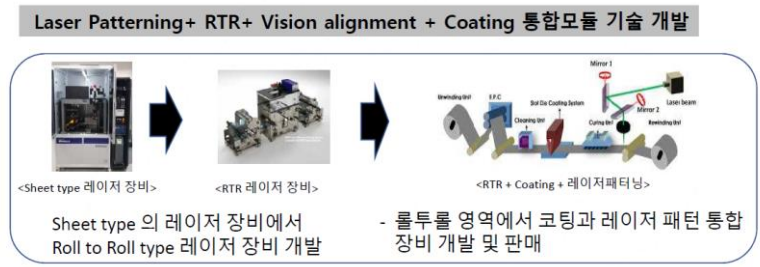 Laser Patterning+ RTR+ Vision alignment + Coating 통합모듈 기술 개발
Mirror 1
Laser beam
Mirror 2
Unwinding Unit
E.P.C
Slot Die Coating System
Cleaning Unit
Curing Unit
Rewinding Unit
<Sheet type 레이저 장비>
<RTR 레이저 장비>
<RTR + Coating + 레이저패터닝>
Sheet type 의 레이저 장비에서
Roll to Roll type 레이저 장비 개발
- 롤투롤 영역에서 코팅과 레이저 패턴 통합
장비 개발 및 판매